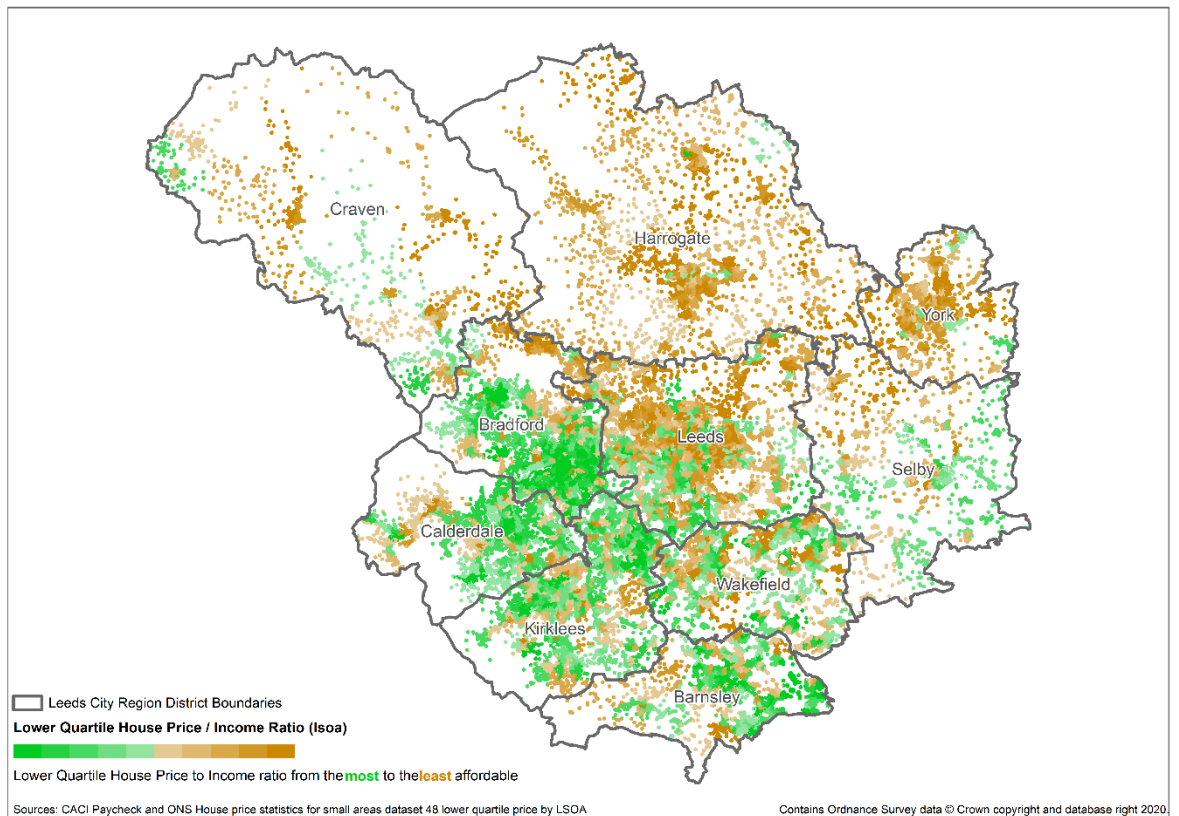 Craven
Harrogate
York
Bradford
Leeds
Selby
Calderdale
Wakefield
Kirklees
Barnsley
Leeds City Region District Boundaries
Lower Quartile House Price / Income Ratio (lsoa)
Lower Quartile House Price to Income ratio from the most to the least affordable
Sources: CACI Paycheck and ONS House price statistics for small areas dataset 48 lower quartile price by LSOA
Contains Ordnance Survey data © Crown copyright and database right 2020.